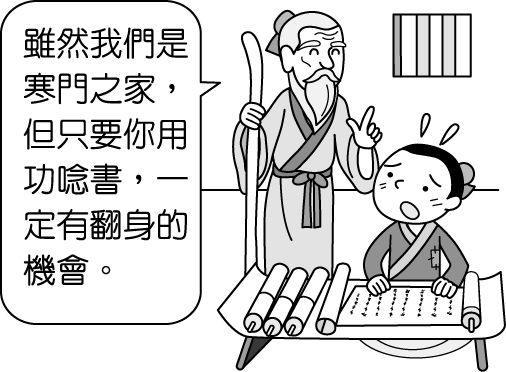 雖然我們是
寒門之家，
但只要你用
功唸書，一
定有翻身的
機會。